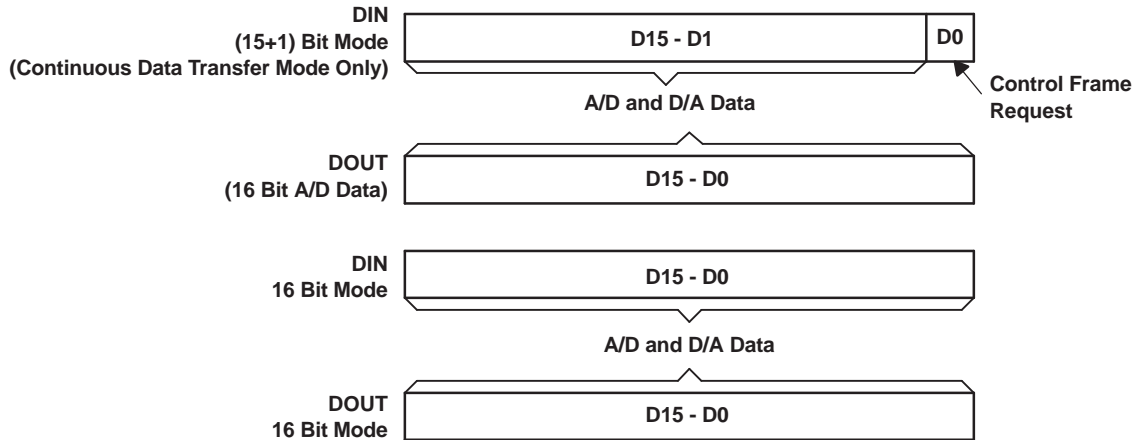 DIN
(15+1) Bit Mode
(Continuous Data Transfer Mode Only)
D15 - D1
D0
A/D and D/A Data
Control Frame
Request
DOUT
(16 Bit A/D Data)
D15 - D0
DIN
16 Bit Mode
D15 - D0
A/D and D/A Data
DOUT
16 Bit Mode
D15 - D0